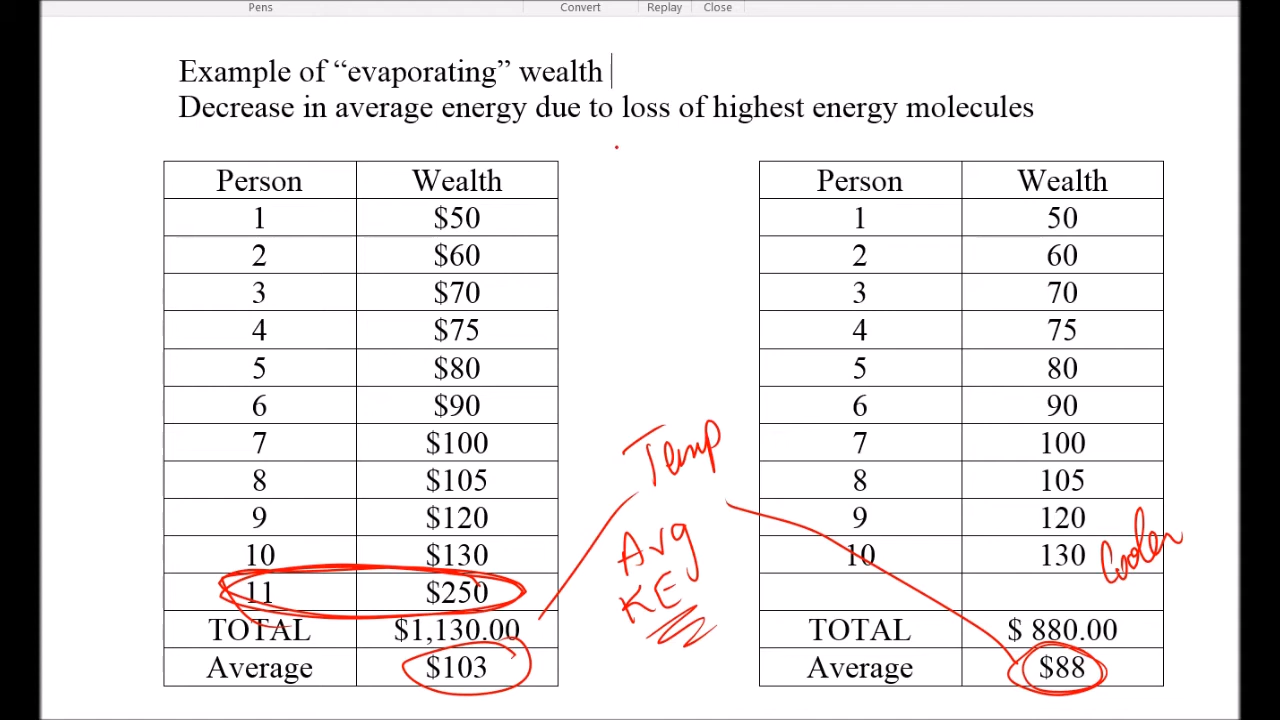 Pens Convert Replay Close
Example of “evaporating” wealth
Decrease in average energy due to loss of highest energy molecules
Person Wealth
1 $50
2 $60
3 $70
4 $75
5 $80
6 $90
7 $100
8 $105
9 $120
10 $130
11 $250
TOTAL $1,130.00
Average $103
Temp
Avg
KE
Person Wealth
1 50
2 60
3 70
4 75
5 80
6 90
7 100
8 105
9 120
10 130
Cooler
TOTAL $ 880.00
Average $88